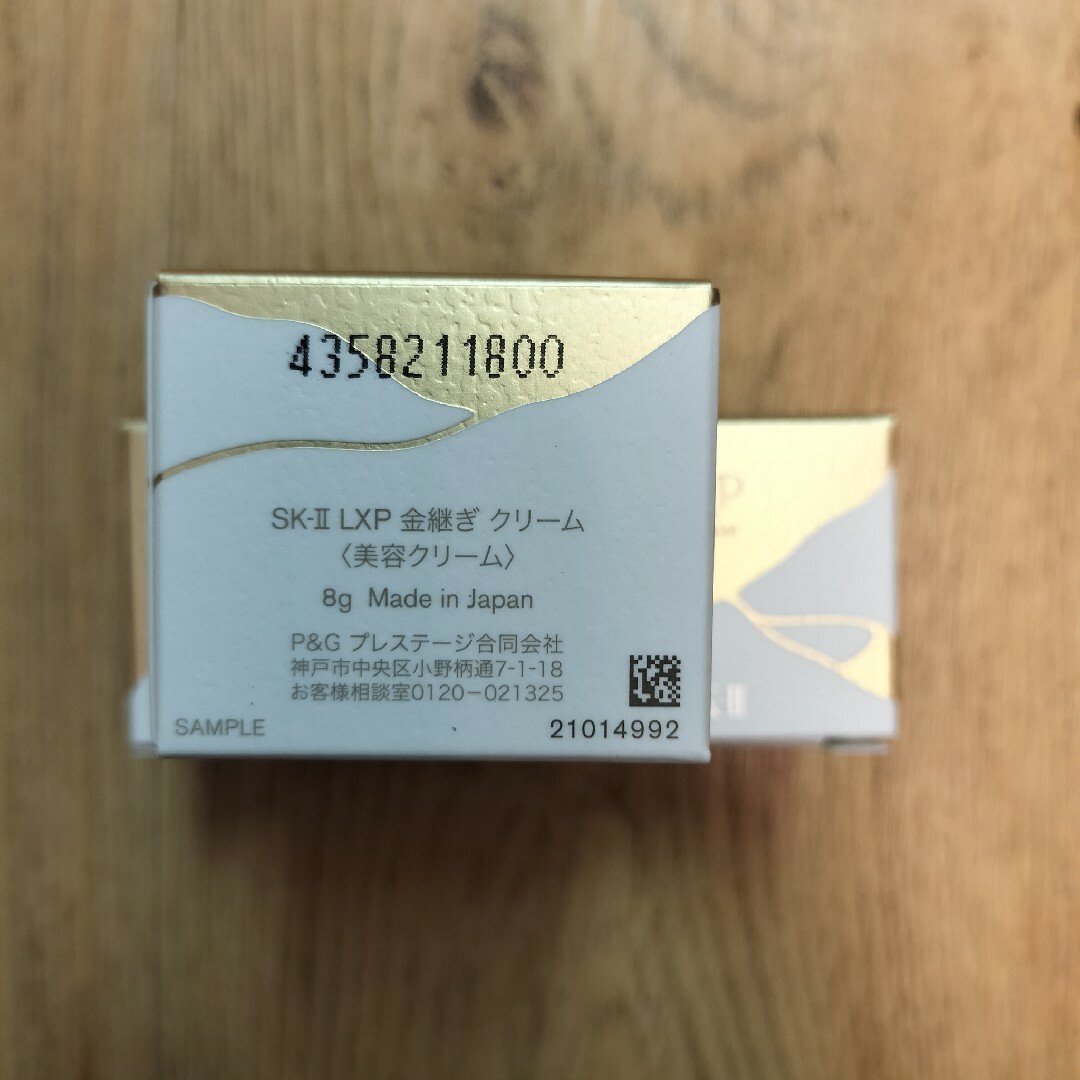 4358211800
SK-II LXP 金継ぎ クリーム
〈美容クリーム〉
8g Made in Japan
P&G プレステージ合同会社
神戸市中央区小野柄通7-1-18
お客様相談室0120-021325
SAMPLE
21014992